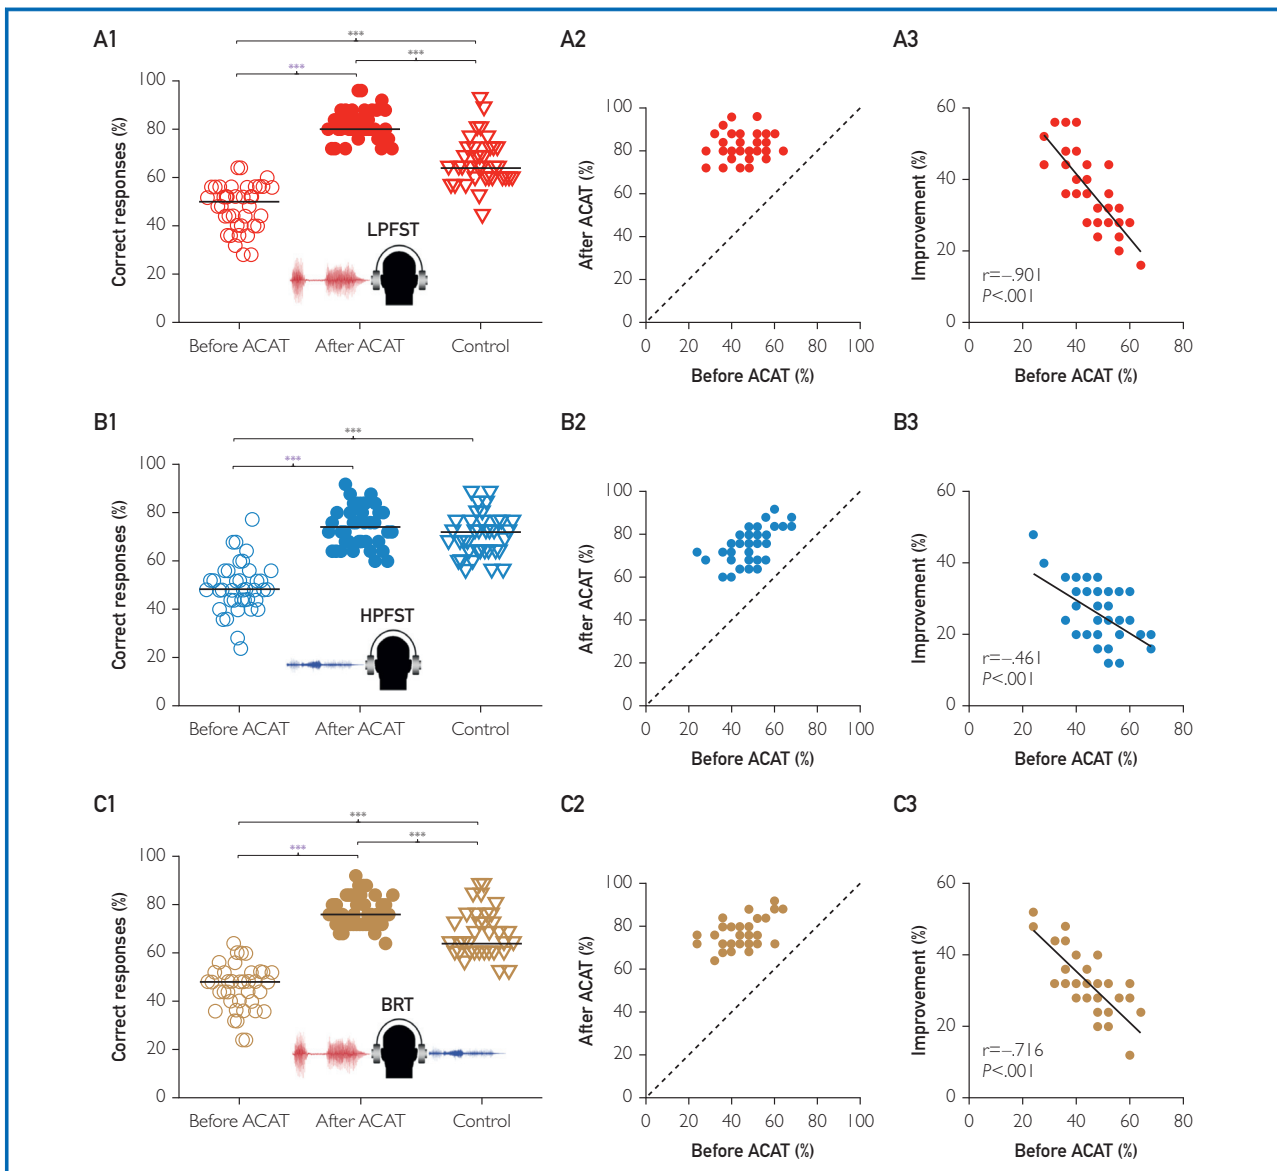 A1
***
***
***
Correct responses (%)
100
80
60
40
20
0
LPFST
Before ACAT
After ACAT
Control
A2
After ACAT (%)
100
80
60
40
20
0
0
20
40
60
80
100
Before ACAT (%)
A3
Improvement (%)
60
40
20
0
r=–.901
P<.001
0
20
40
60
80
Before ACAT (%)
B1
***
***
Correct responses (%)
100
80
60
40
20
0
HPFST
Before ACAT
After ACAT
Control
B2
After ACAT (%)
100
80
60
40
20
0
0
20
40
60
80
100
Before ACAT (%)
B3
Improvement (%)
60
40
20
0
r=–.461
P<.001
0
20
40
60
80
Before ACAT (%)
C1
***
***
***
Correct responses (%)
100
80
60
40
20
0
BRT
Before ACAT
After ACAT
Control
C2
After ACAT (%)
100
80
60
40
20
0
0
20
40
60
80
100
Before ACAT (%)
C3
Improvement (%)
60
40
20
0
r=–.716
P<.001
0
20
40
60
80
Before ACAT (%)